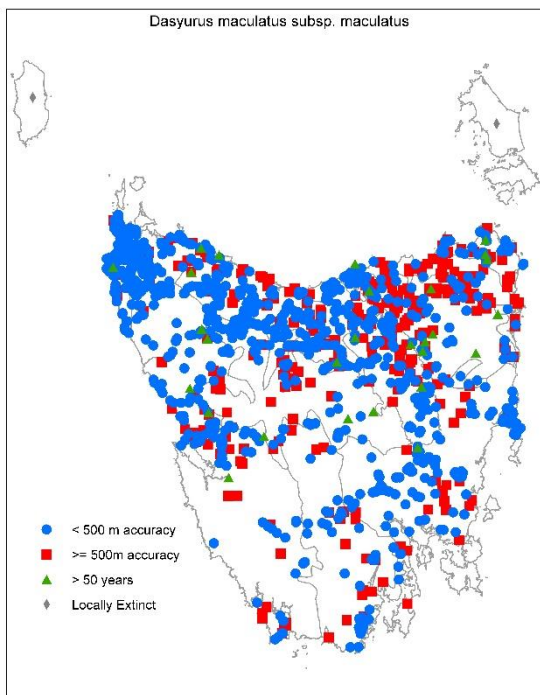 Dasyurus maculatus subsp. maculatus
< 500 m accuracy
>= 500m accuracy
> 50 years
Locally Extinct